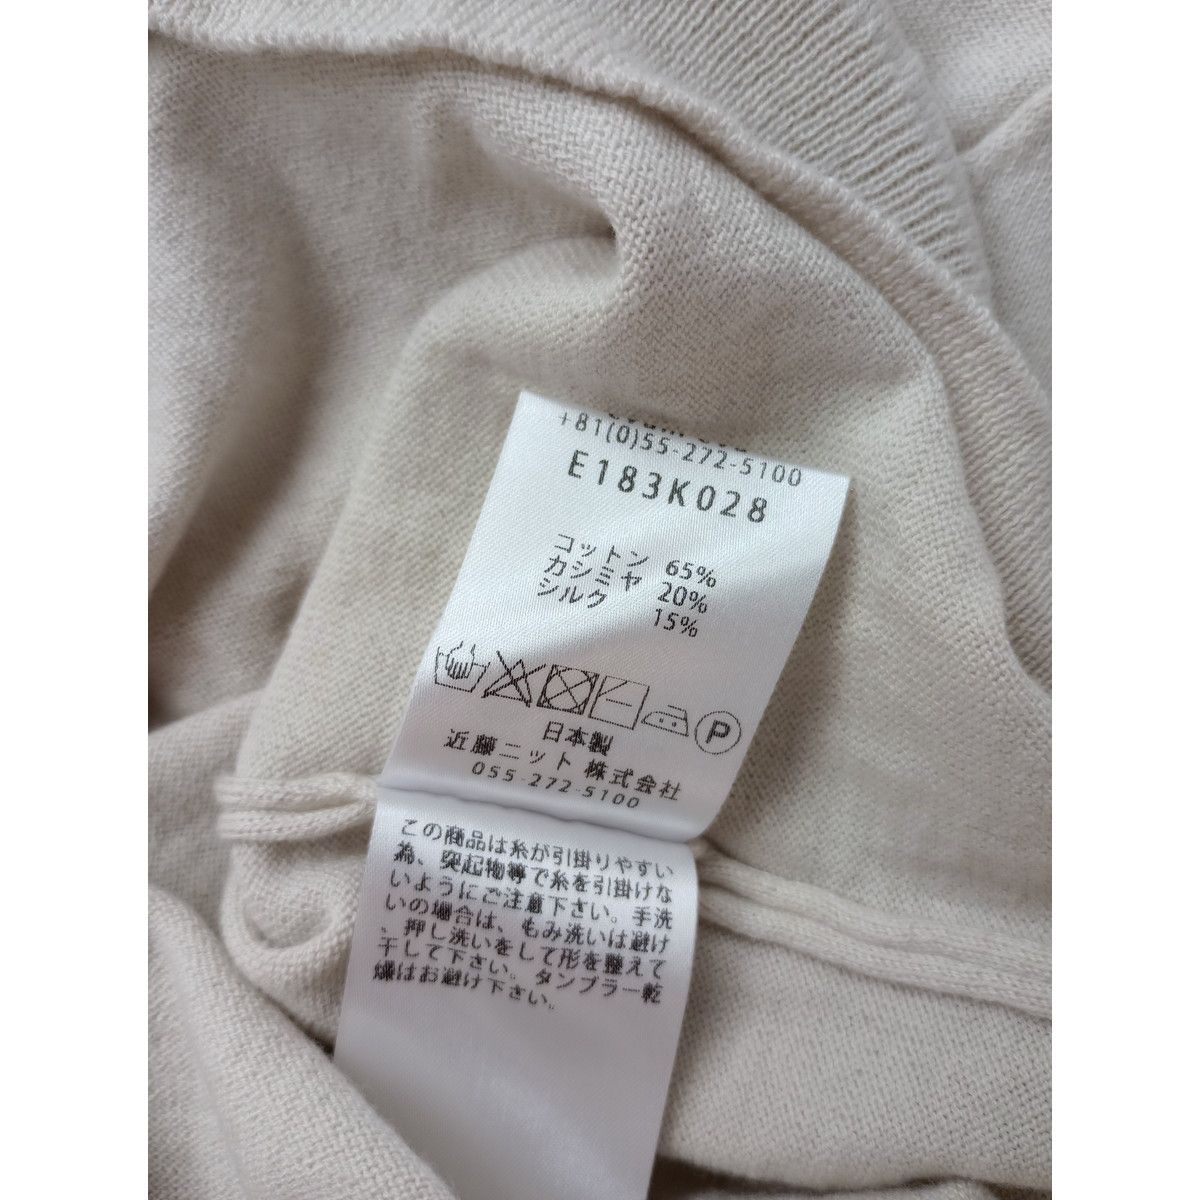 +81(0)55-272-5100
E183K028
コットン 65%
カシミヤ 20%
シルク 15%
P
日本製
近藤ニット 株式会社
055-272-5100
この商品は糸が引掛りやすい
為、突起物等で糸を引掛けな
いようにご注意下さい。手洗
いの場合は、もみ洗いは避け
、押し洗いをして形を整えて
干して下さい。タンブラー乾
燥はお避け下さい。